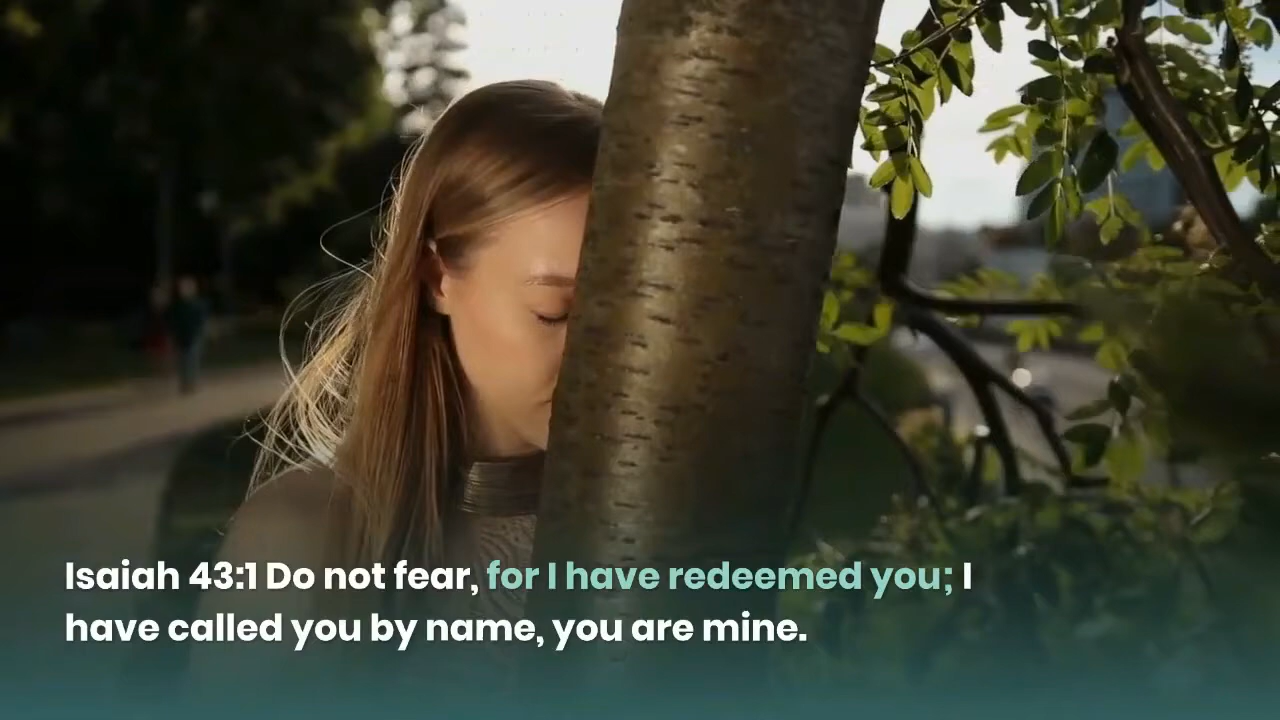 Isaiah 43:1 Do not fear, for I have redeemed you; I
have called you by name, you are mine.